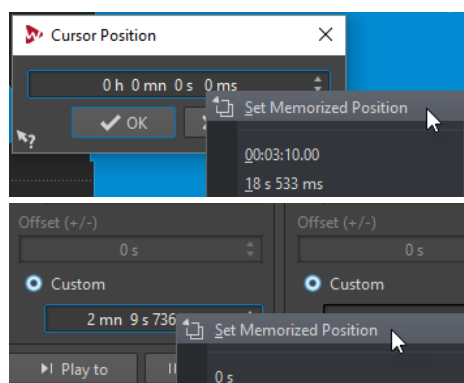 Cursor Position
0 h 0 mn 0 s 0 ms
Set Memorized Position
OK
00:03:10.00
18 s 533 ms
Offset (+/-)
Offset (+/-)
0 s
0 s
Custom
Custom
2 mn 9 s 736
Set Memorized Position
Play to
0 s